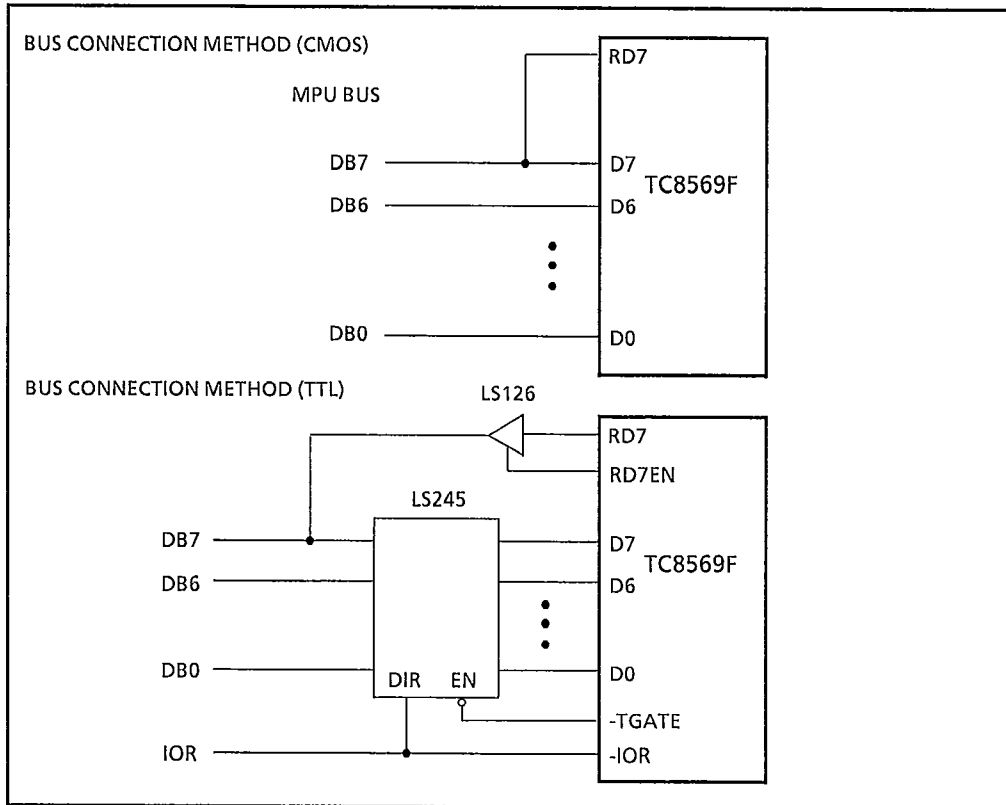 BUS CONNECTION METHOD (CMOS)
RD7
MPU BUS
DB7
D7
TC8569F
DB6
D6
DB0
D0
BUS CONNECTION METHOD (TTL)
LS126
RD7
RD7EN
LS245
DB7
D7
TC8569F
DB6
D6
DB0
DIR EN
D0
-TGATE
IOR
-IOR